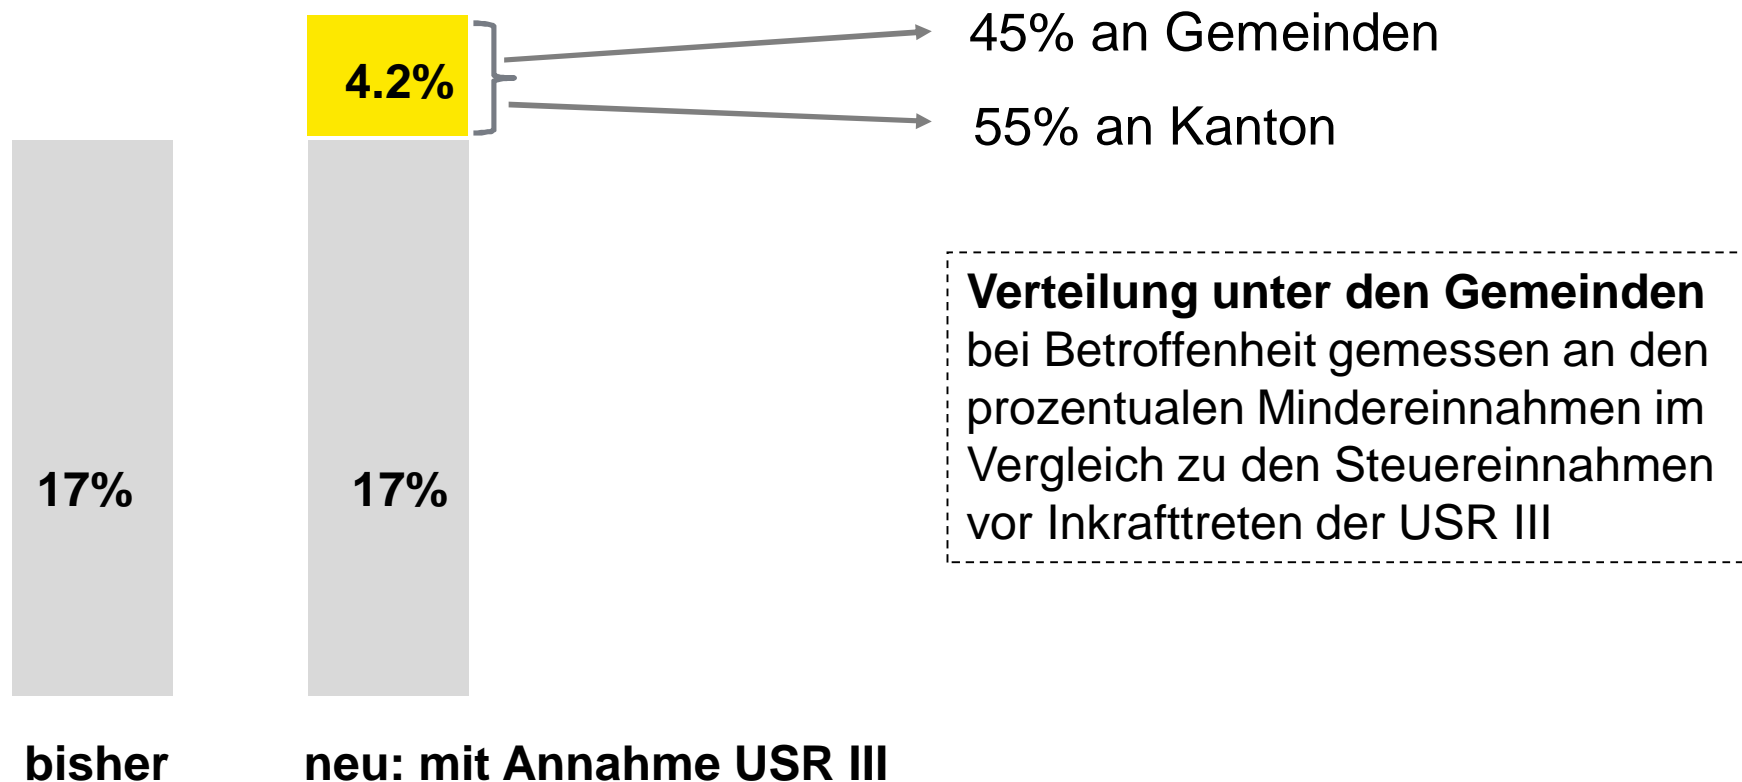 4.2%
45% an Gemeinden
55% an Kanton
Verteilung unter den Gemeinden
bei Betroffenheit gemessen an den
prozentualen Mindereinnahmen im
Vergleich zu den Steuereinnahmen
vor Inkrafttreten der USR III
17%
17%
bisher
neu: mit Annahme USR III